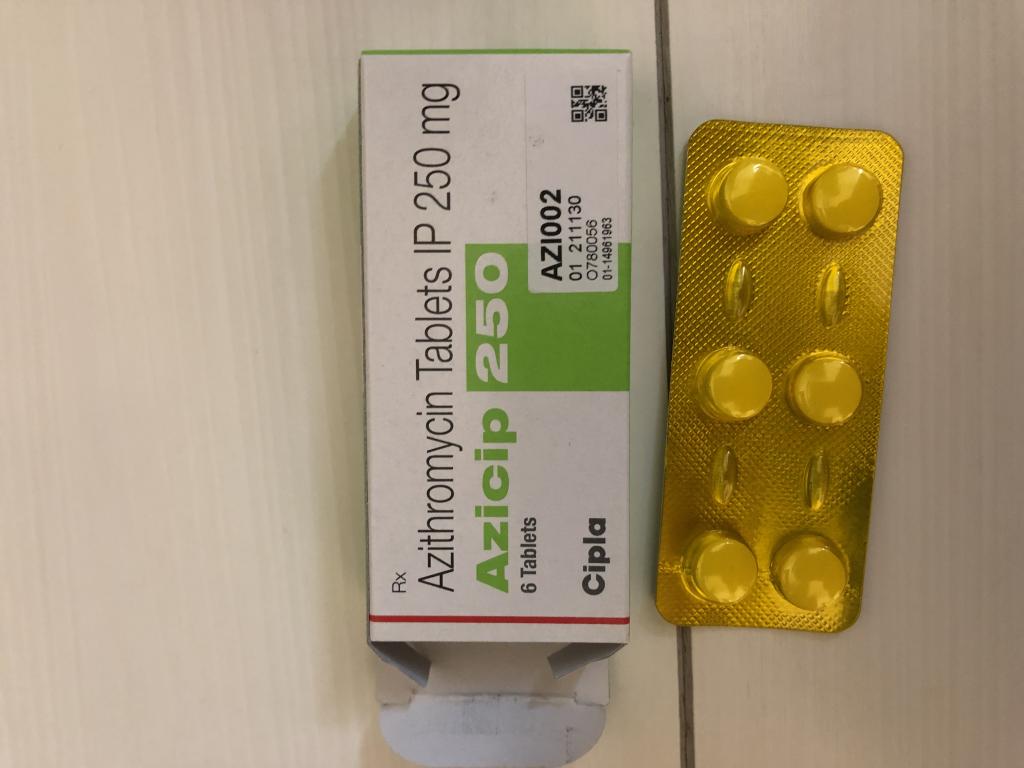 Rx
Azithromycin Tablets IP 250 mg
Azicip 250
6 Tablets
Cipla
AZI002
01 211130
O780056
01-14961963